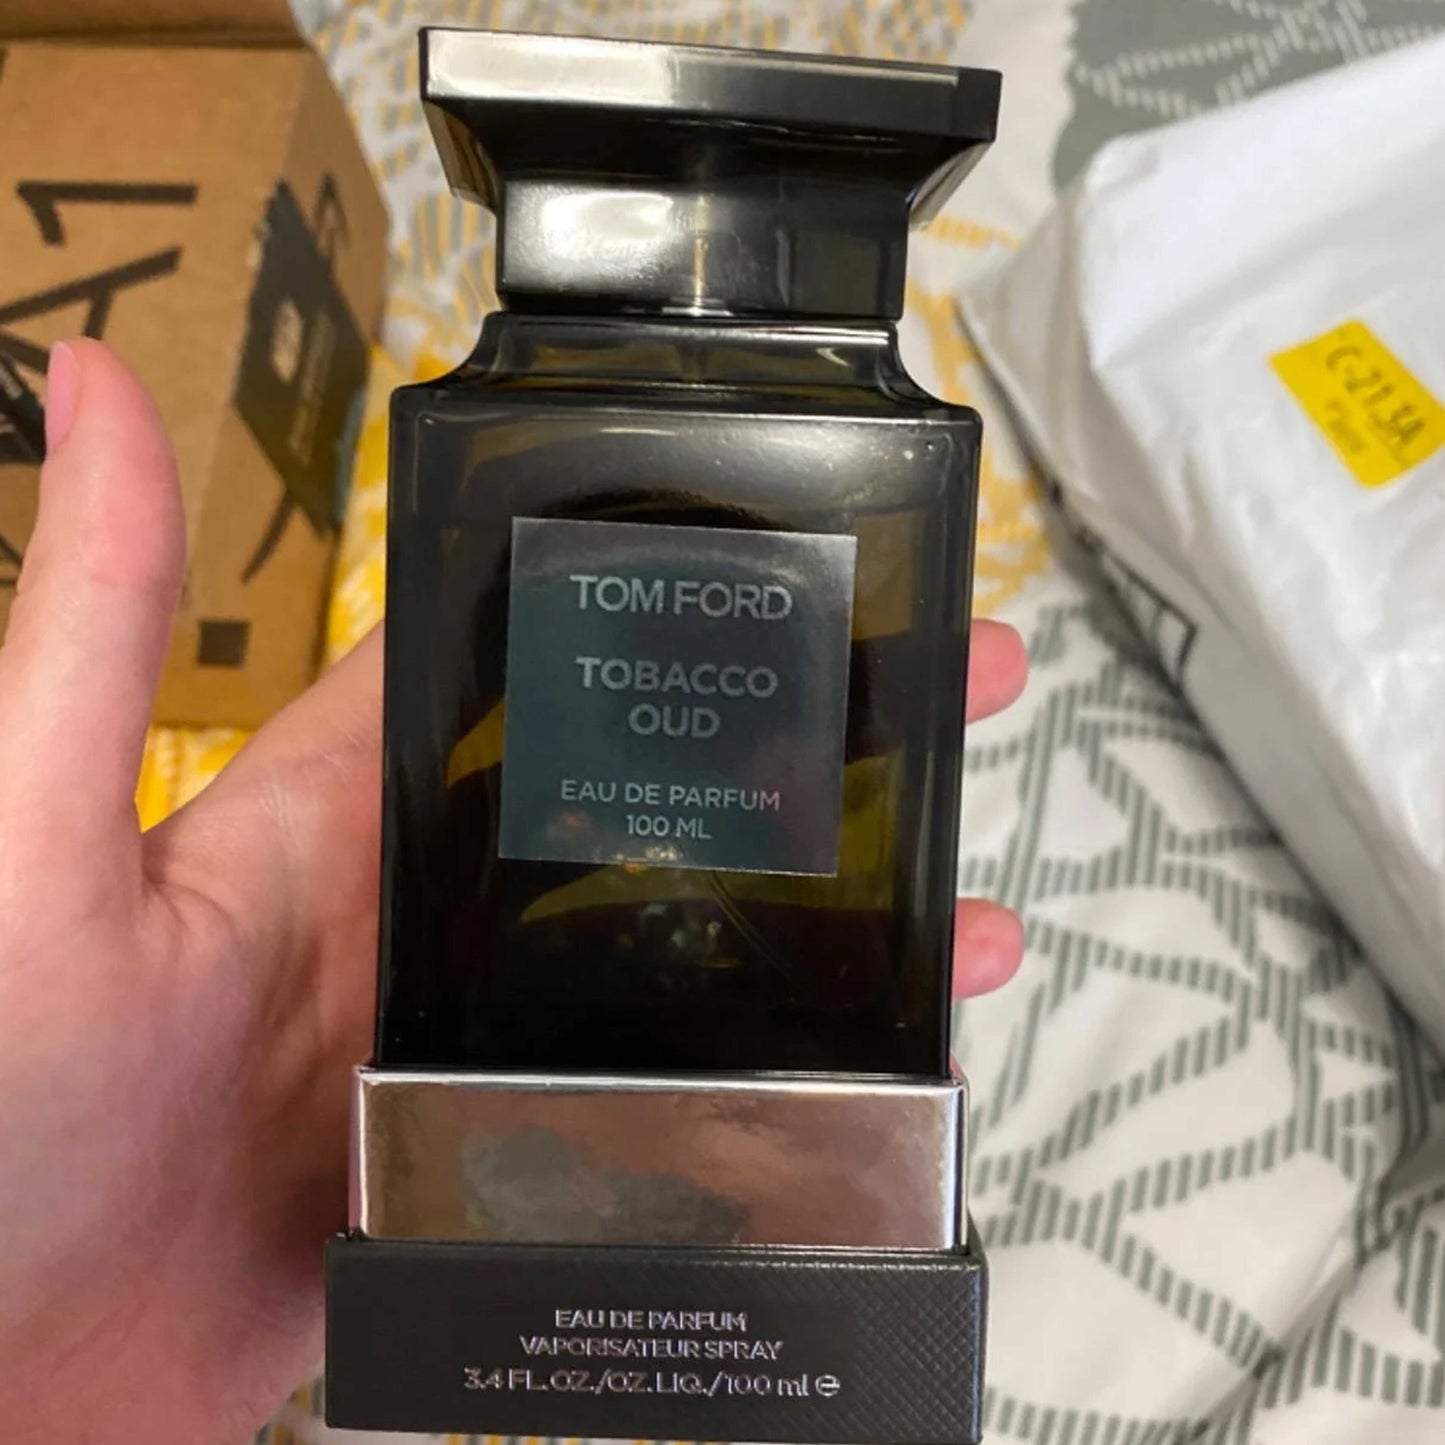 TOM FORD
TOBACCO
OUD
EAU DE PARFUM
100 ML
EAU DE PARFUM
VAPORISATEUR SPRAY
3.4 FL.OZ./OZ.LIQ./100 ml ℮